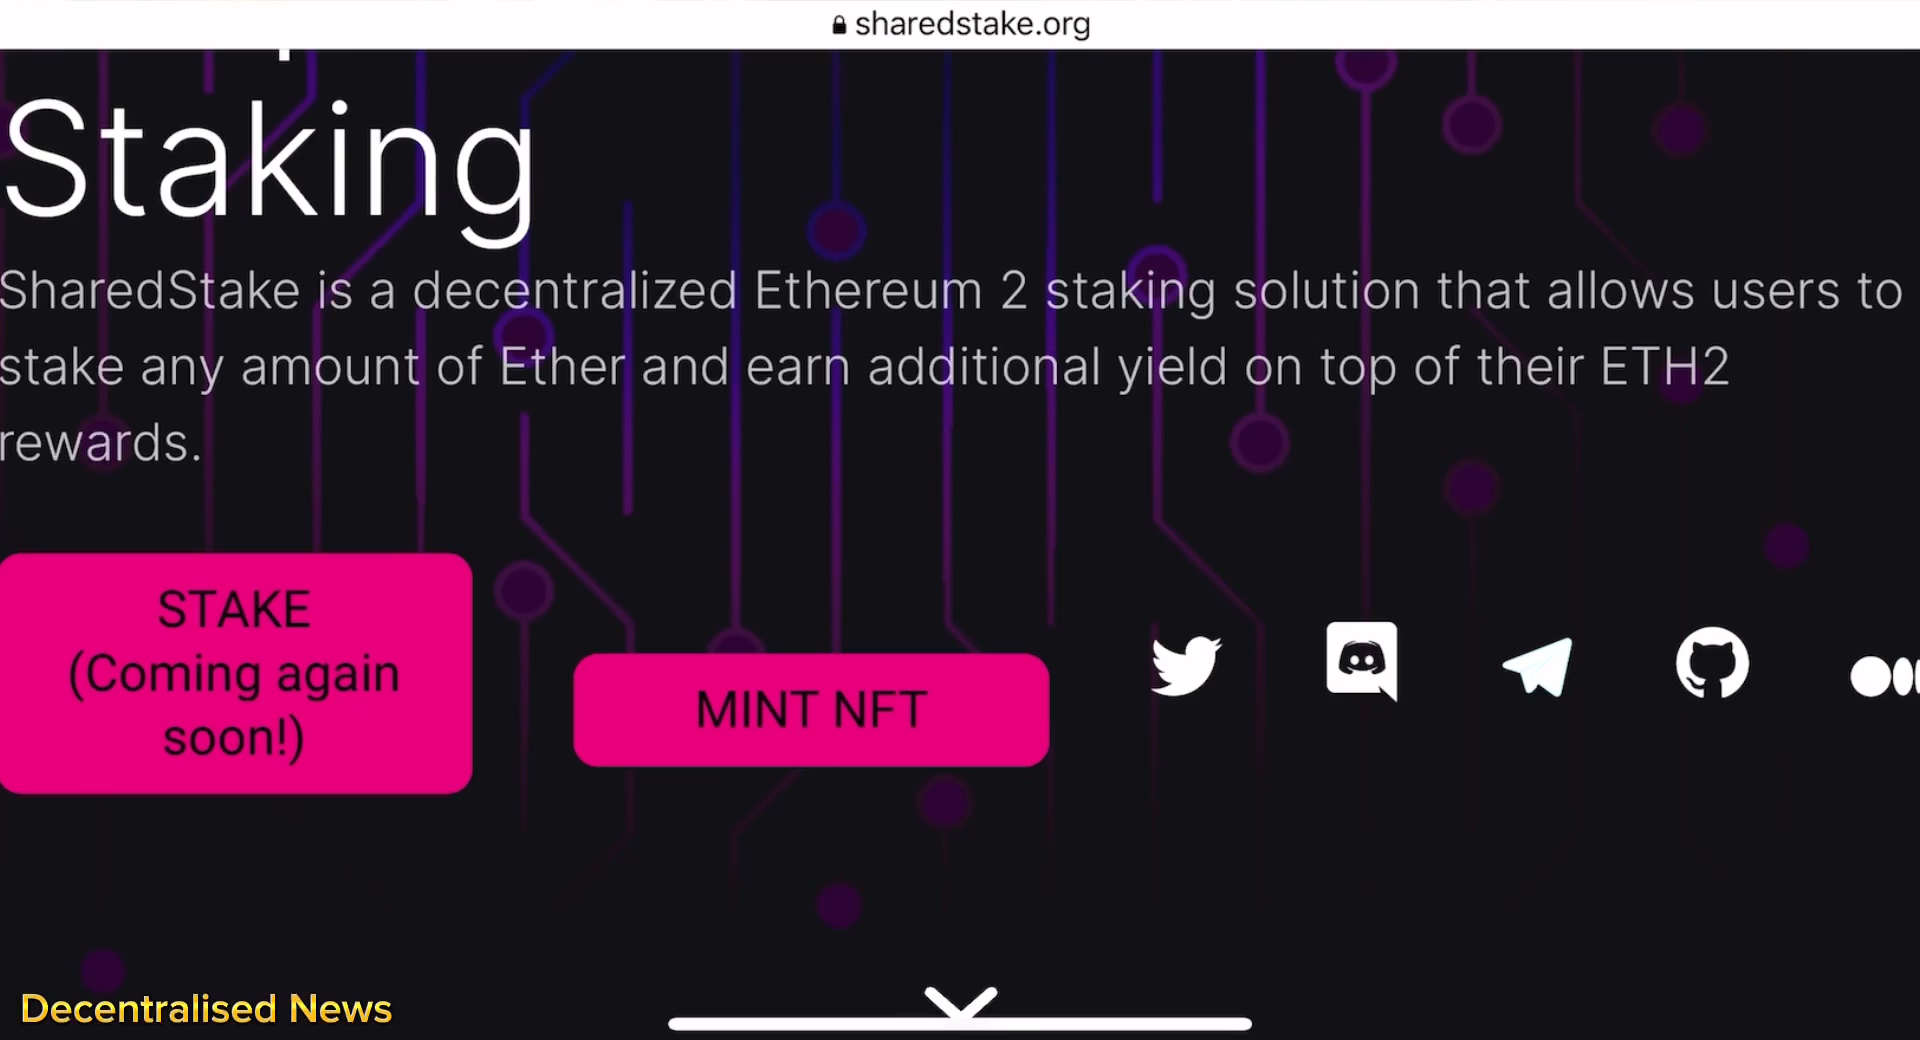 sharedstake.org
Staking
SharedStake is a decentralized Ethereum 2 staking solution that allows users to
stake any amount of Ether and earn additional yield on top of their ETH2
rewards.
STAKE
(Coming again
soon!)
MINT NFT
Decentralised News